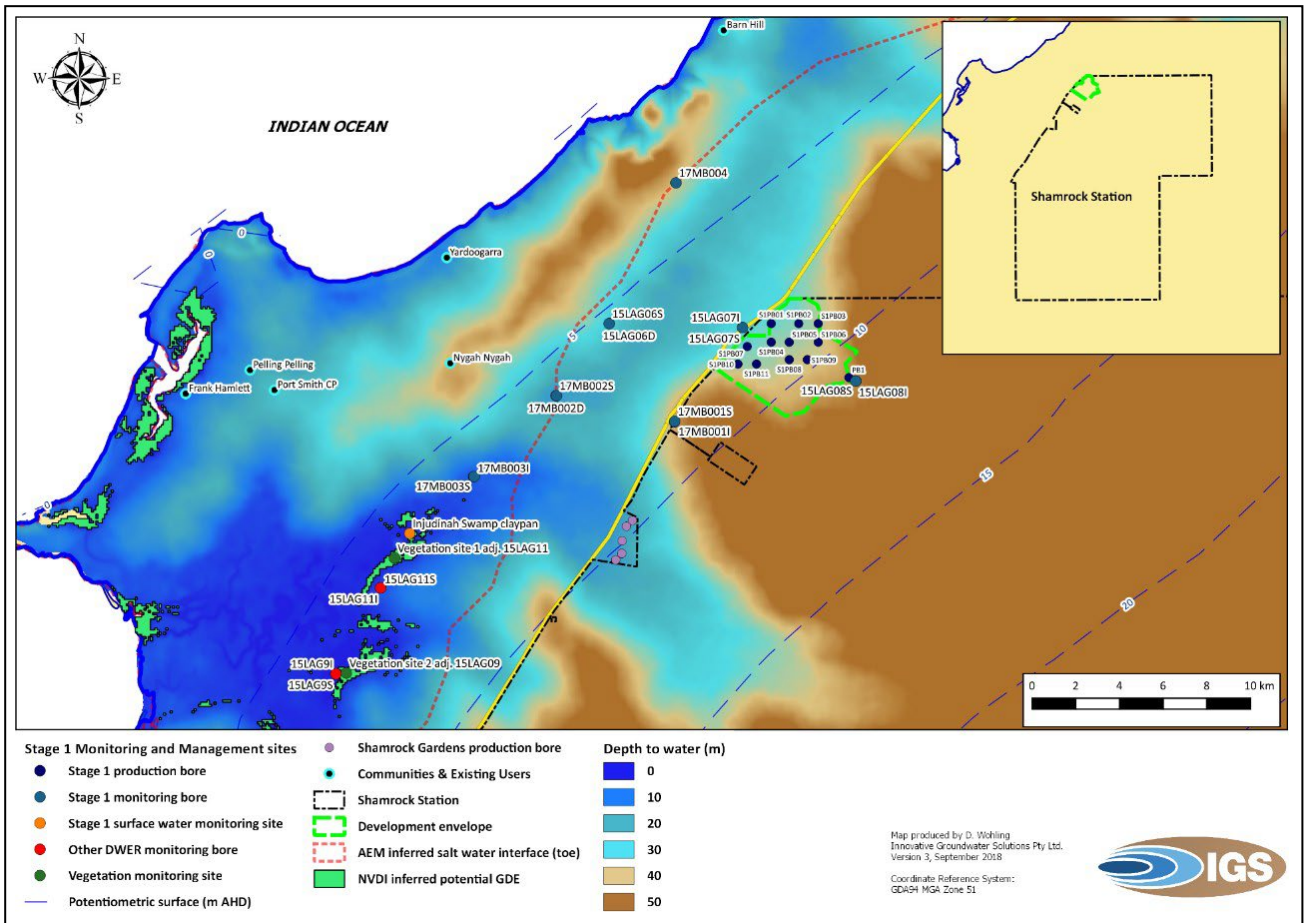 N
W E
S
INDIAN OCEAN
Barn Hill
Shamrock Station
17MB004
0
0
Yardoogarra
15LAG06S
15LAG06D
5
15LAG07I
15LAG07S
S1PB01
S1PB02
S1PB03
S1PB05
S1PB06
S1PB04
S1PB07
S1PB09
S1PB10
S1PB11
S1PB08
PB1
15LAG08S
15LAG08I
10
Nygah Nygah
Pelling Pelling
Frank Hamlett
Port Smith CP
17MB002S
17MB002D
17MB001S
17MB001I
17MB003I
17MB003S
15
0
Injudinah Swamp claypan
Vegetation site 1 adj. 15LAG11
15LAG11S
15LAG11I
20
5
15LAG9I
Vegetation site 2 adj. 15LAG09
15LAG9S
0 2 4 6 8 10 km
Stage 1 Monitoring and Management sites
Stage 1 production bore
Stage 1 monitoring bore
Stage 1 surface water monitoring site
Other DWER monitoring bore
Vegetation monitoring site
Potentiometric surface (m AHD)
Shamrock Gardens production bore
Communities & Existing Users
Shamrock Station
Development envelope
AEM inferred salt water interface (toe)
NVDI inferred potential GDE
Depth to water (m)
0
10
20
30
40
50
Map produced by D. Wohling
Innovative Groundwater Solutions Pty Ltd.
Version 3, September 2018
Coordinate Reference System:
GDA94 MGA Zone 51
IGS